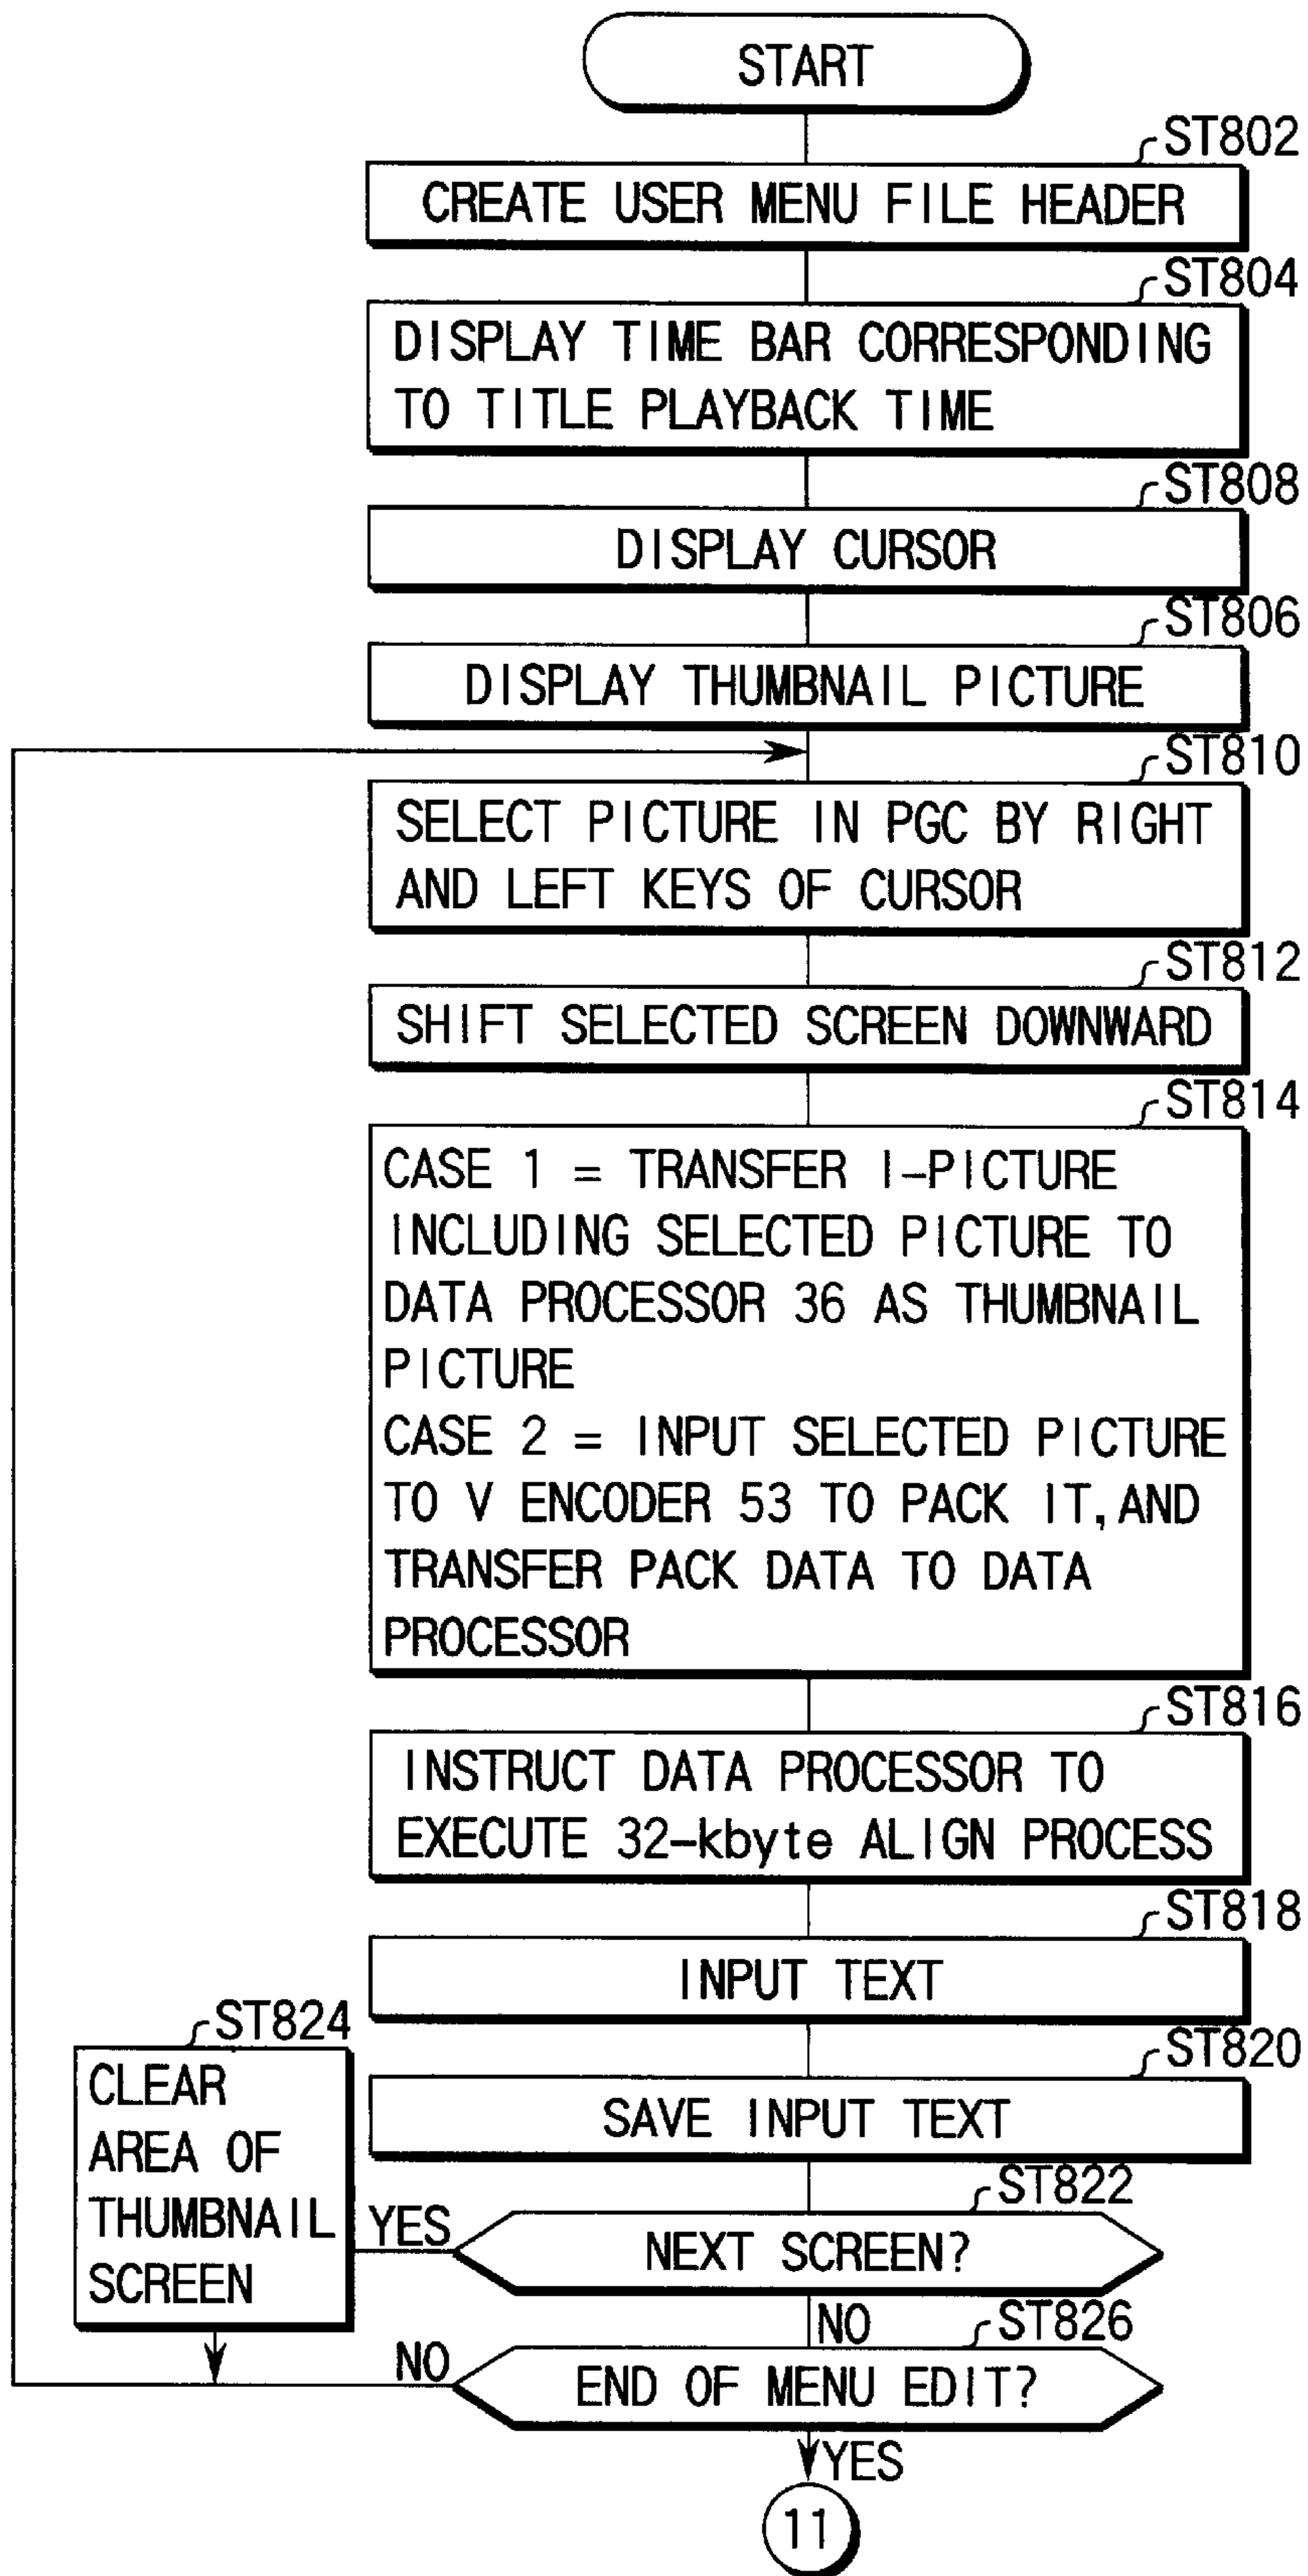 START
ST802
CREATE USER MENU FILE HEADER
ST804
DISPLAY TIME BAR CORRESPONDING
TO TITLE PLAYBACK TIME
ST808
DISPLAY CURSOR
ST806
DISPLAY THUMBNAIL PICTURE
ST810
SELECT PICTURE IN PGC BY RIGHT
AND LEFT KEYS OF CURSOR
ST812
SHIFT SELECTED SCREEN DOWNWARD
ST814
CASE 1 = TRANSFER I-PICTURE
INCLUDING SELECTED PICTURE TO
DATA PROCESSOR 36 AS THUMBNAIL
PICTURE
CASE 2 = INPUT SELECTED PICTURE
TO V ENCODER 53 TO PACK IT, AND
TRANSFER PACK DATA TO DATA
PROCESSOR
ST816
INSTRUCT DATA PROCESSOR TO
EXECUTE 32-kbyte ALIGN PROCESS
ST818
INPUT TEXT
ST820
SAVE INPUT TEXT
ST822
NEXT SCREEN?
YES
ST824
CLEAR
AREA OF
THUMBNAIL
SCREEN
NO
ST826
END OF MENU EDIT?
NO
YES
11